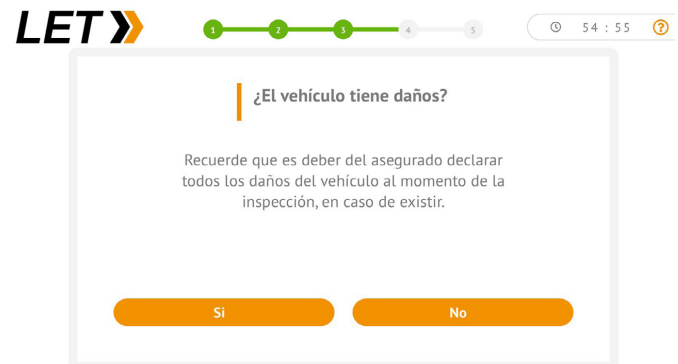 LET
1 2 3 4 5
54 : 55
?
¿El vehículo tiene daños?
Recuerde que es deber del asegurado declarar
todos los daños del vehículo al momento de la
inspección, en caso de existir.
Si
No